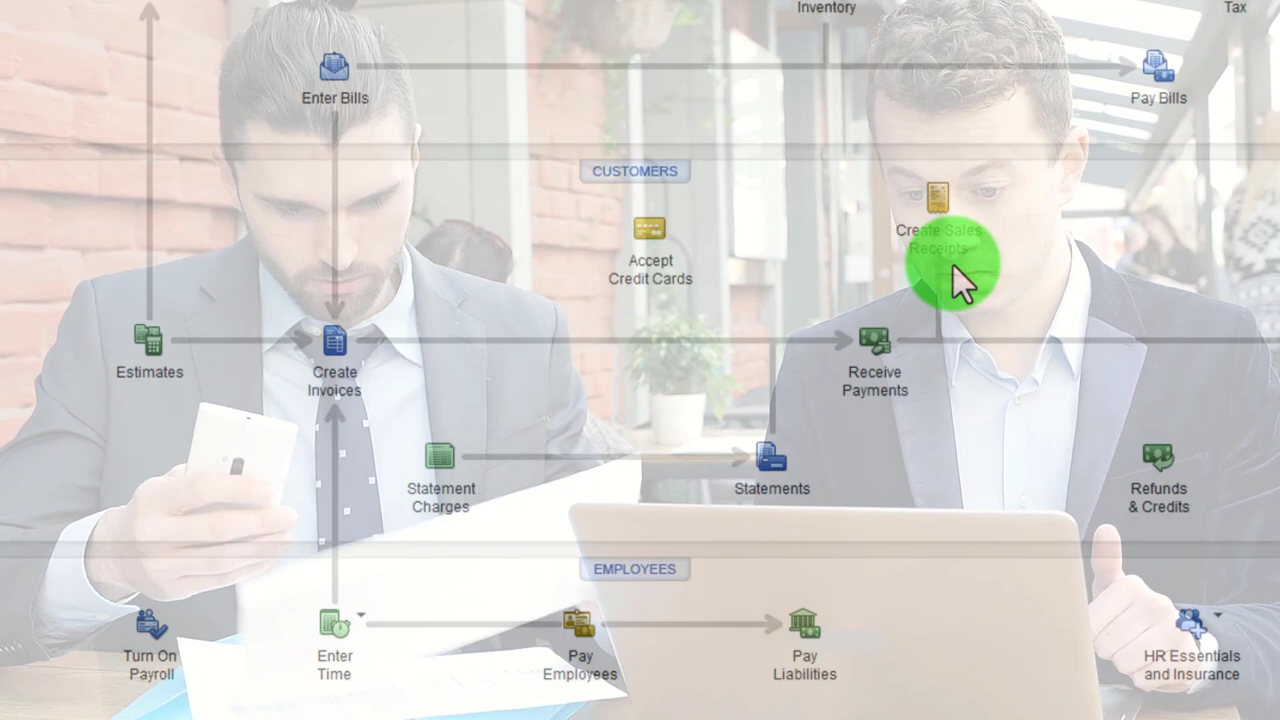 Inventory
Tax
Enter Bills
Pay Bills
CUSTOMERS
Create Sales
Receipts
Accept
Credit Cards
Estimates
Create
Invoices
Receive
Payments
Statement
Charges
Statements
Refunds
& Credits
EMPLOYEES
Turn On
Payroll
Enter
Time
Pay
Employees
Pay
Liabilities
HR Essentials
and Insurance